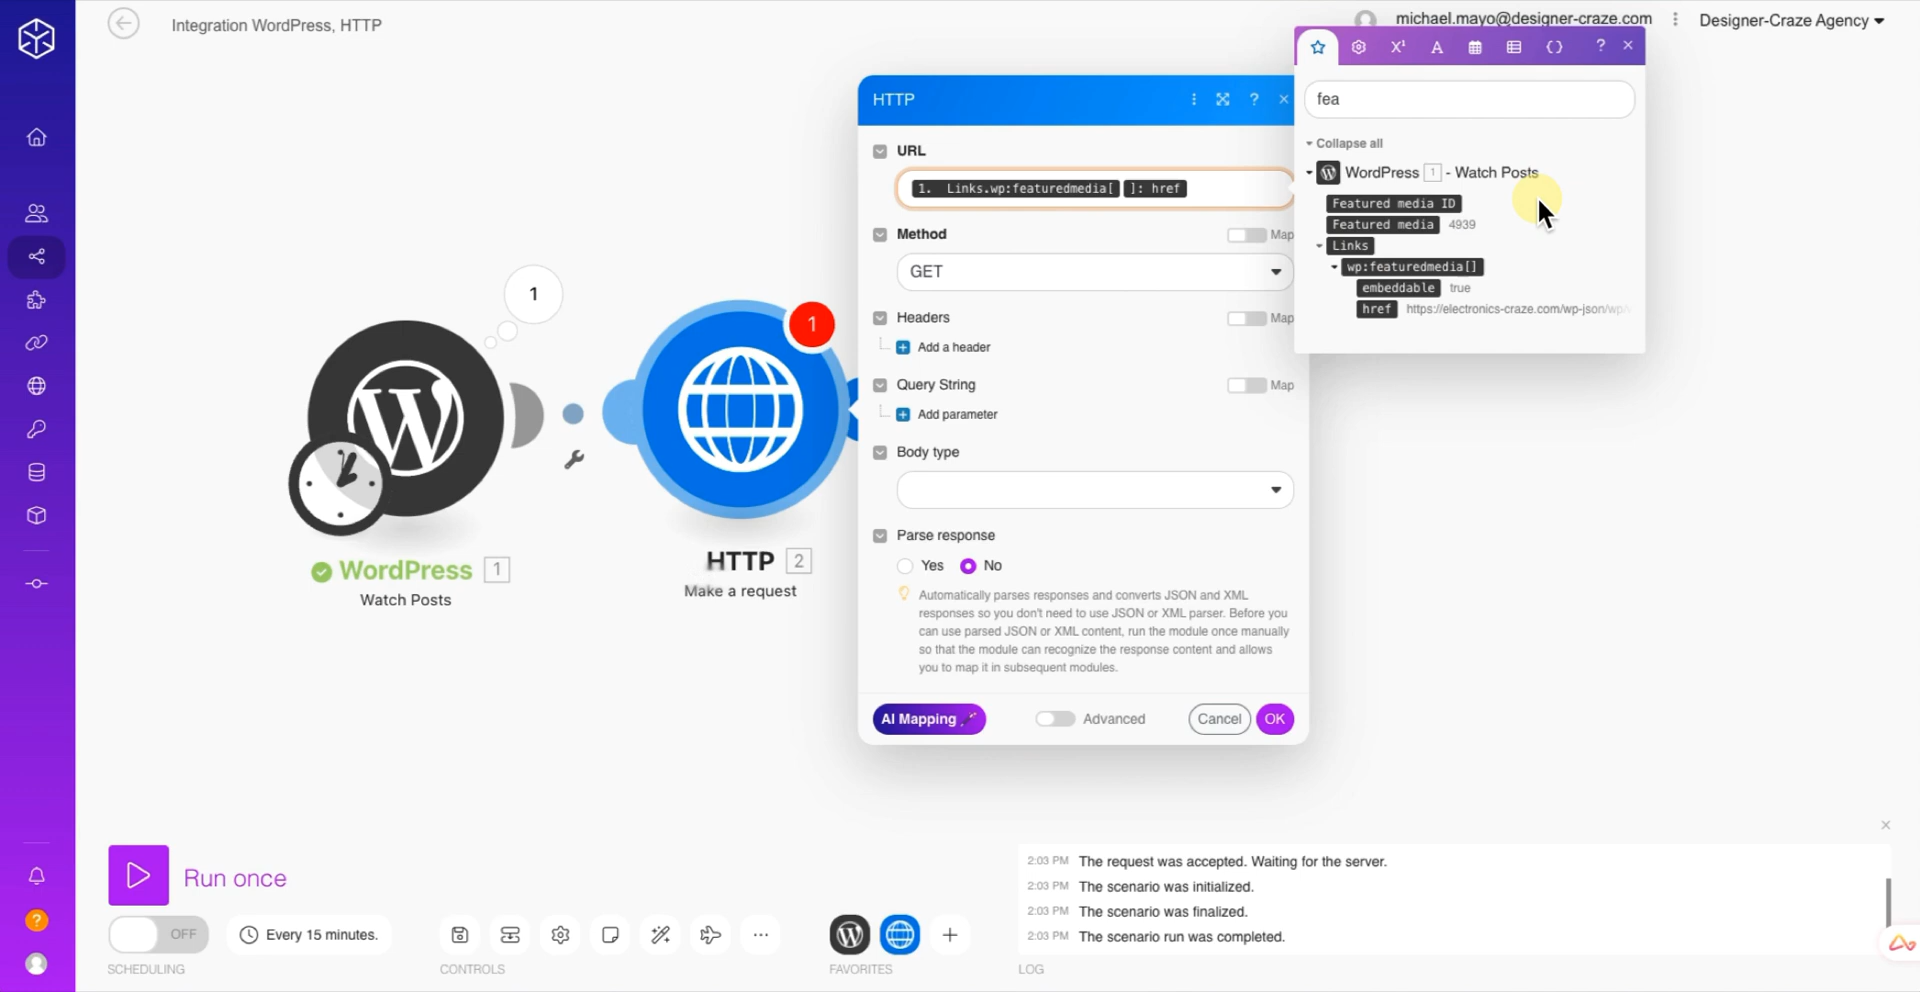 Integration WordPress, HTTP
michael.mayo@designer-craze.com
Designer-Craze Agency
HTTP
?
URL
1. Links.wp:featuredmedia[ ]: href
Method
Map
GET
Headers
Map
Add a header
Query String
Map
Add parameter
Body type
Parse response
Yes
No
Automatically parses responses and converts JSON and XML
responses so you don't need to use JSON or XML parser. Before you
can use parsed JSON or XML content, run the module once manually
so that the module can recognize the response content and allows
you to map it in subsequent modules.
AI Mapping
Advanced
Cancel
OK
X¹
A
?
fea
Collapse all
WordPress 1 - Watch Posts
Featured media ID
Featured media 4939
Links
wp:featuredmedia[]
embeddable true
href https://electronics-craze.com/wp-json/wp/
1
1
WordPress 1
Watch Posts
HTTP 2
Make a request
Run once
OFF
Every 15 minutes.
SCHEDULING
CONTROLS
FAVORITES
2:03 PM The request was accepted. Waiting for the server.
2:03 PM The scenario was initialized.
2:03 PM The scenario was finalized.
2:03 PM The scenario run was completed.
LOG
?